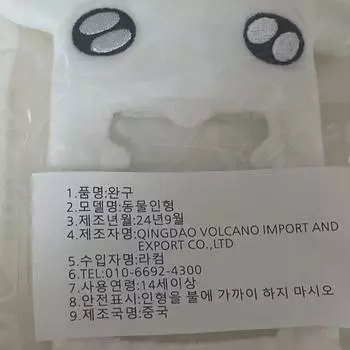 1.품명:완구
2.모델명:동물인형
3.제조년월:24년9월
4.제조자명:QINGDAO VOLCANO IMPORT AND
EXPORT CO.,LTD
5.수입자명:라컴
6.TEL:010-6692-4300
7.사용연령:14세이상
8.안전표시:인형을 불에 가까이 하지 마시오
9.제조국명:중국